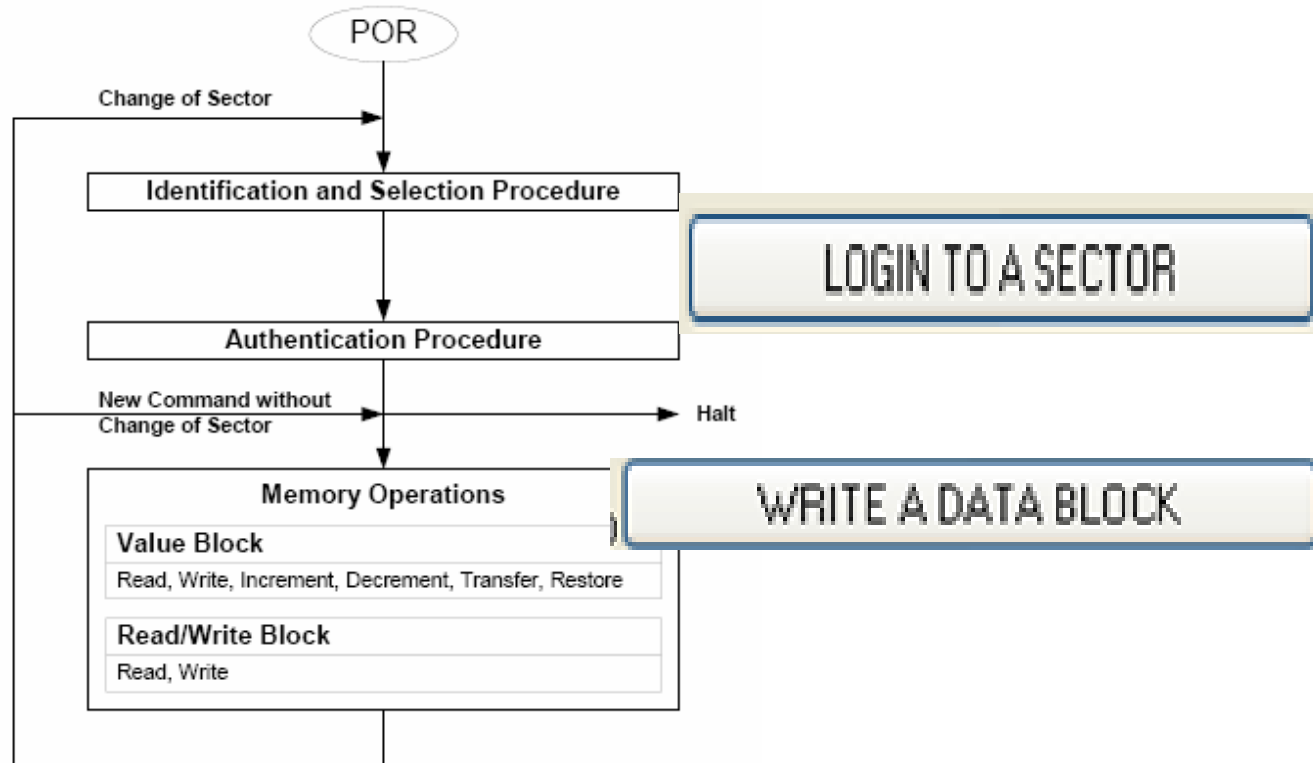 POR
Change of Sector
Identification and Selection Procedure
LOGIN TO A SECTOR
Authentication Procedure
New Command without
Change of Sector
Halt
Memory Operations
WRITE A DATA BLOCK
Value Block
Read, Write, Increment, Decrement, Transfer, Restore
Read/Write Block
Read, Write